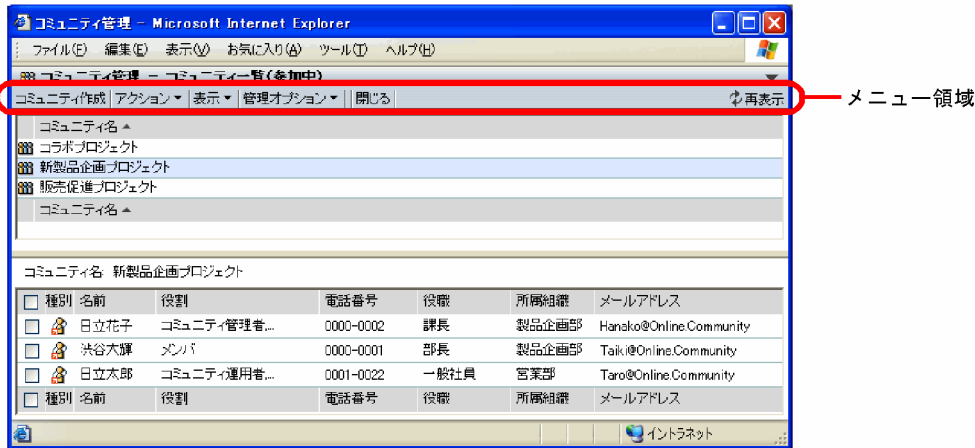 コミュニティ管理 - Microsoft Internet Explorer
ファイル(F) 編集(E) 表示(V) お気に入り(A) ツール(T) ヘルプ(H)
コミュニティ管理 - コミュニティ一覧(参加中)
コミュニティ作成 アクション 表示 管理オプション 閉じる 再表示 メニュー領域
コミュニティ名
コラボプロジェクト
新製品企画プロジェクト
販売促進プロジェクト
コミュニティ名
コミュニティ名 新製品企画プロジェクト
種別 名前 役割 電話番号 役職 所属組織 メールアドレス
日立花子 コミュニティ管理者,... 0000-0002 課長 製品企画部 Hanako@Online.Community
渋谷大輝 メンバ 0000-0001 部長 製品企画部 Taiki@Online.Community
日立太郎 コミュニティ運用者,... 0001-0022 一般社員 営業部 Taro@Online.Community
種別 名前 役割 電話番号 役職 所属組織 メールアドレス
イントラネット